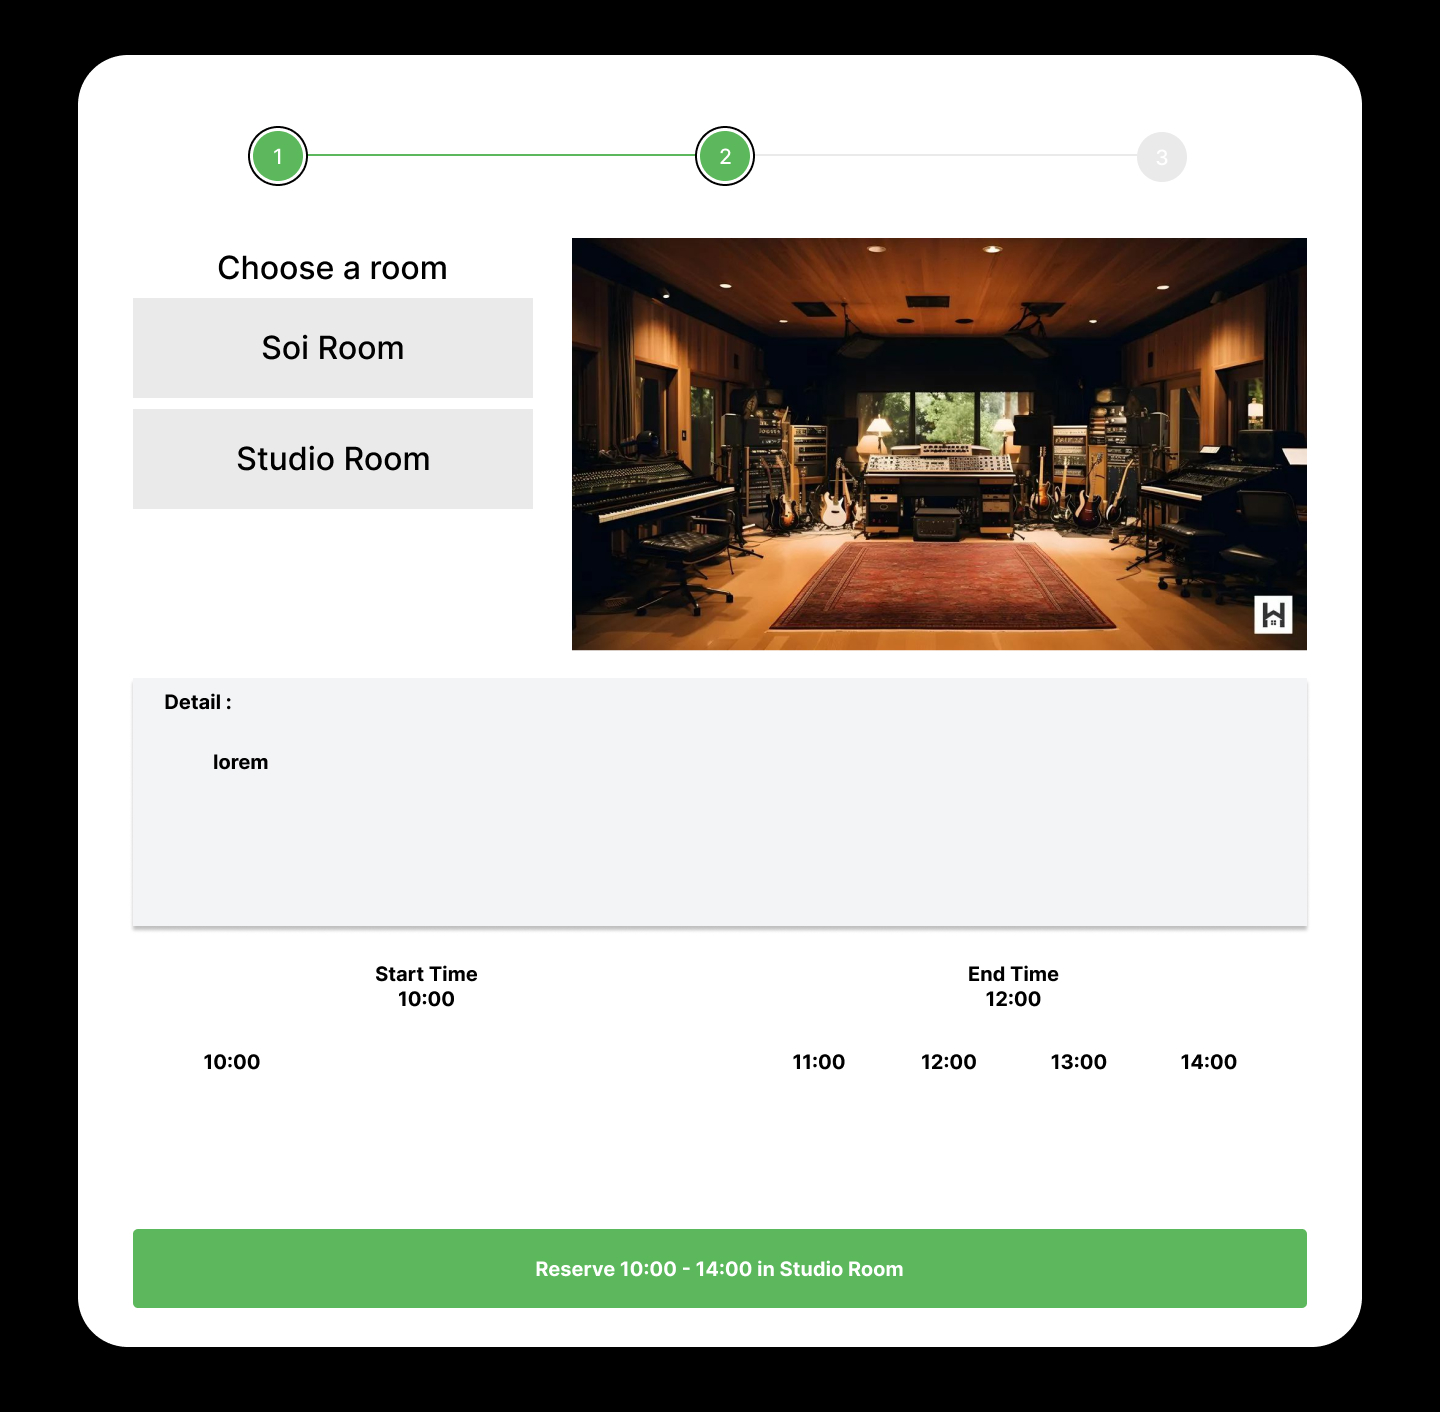 1
2
3
Choose a room
Soi Room
Studio Room
Detail :
lorem
Start Time
10:00
End Time
12:00
10:00
11:00 12:00 13:00 14:00
Reserve 10:00 - 14:00 in Studio Room